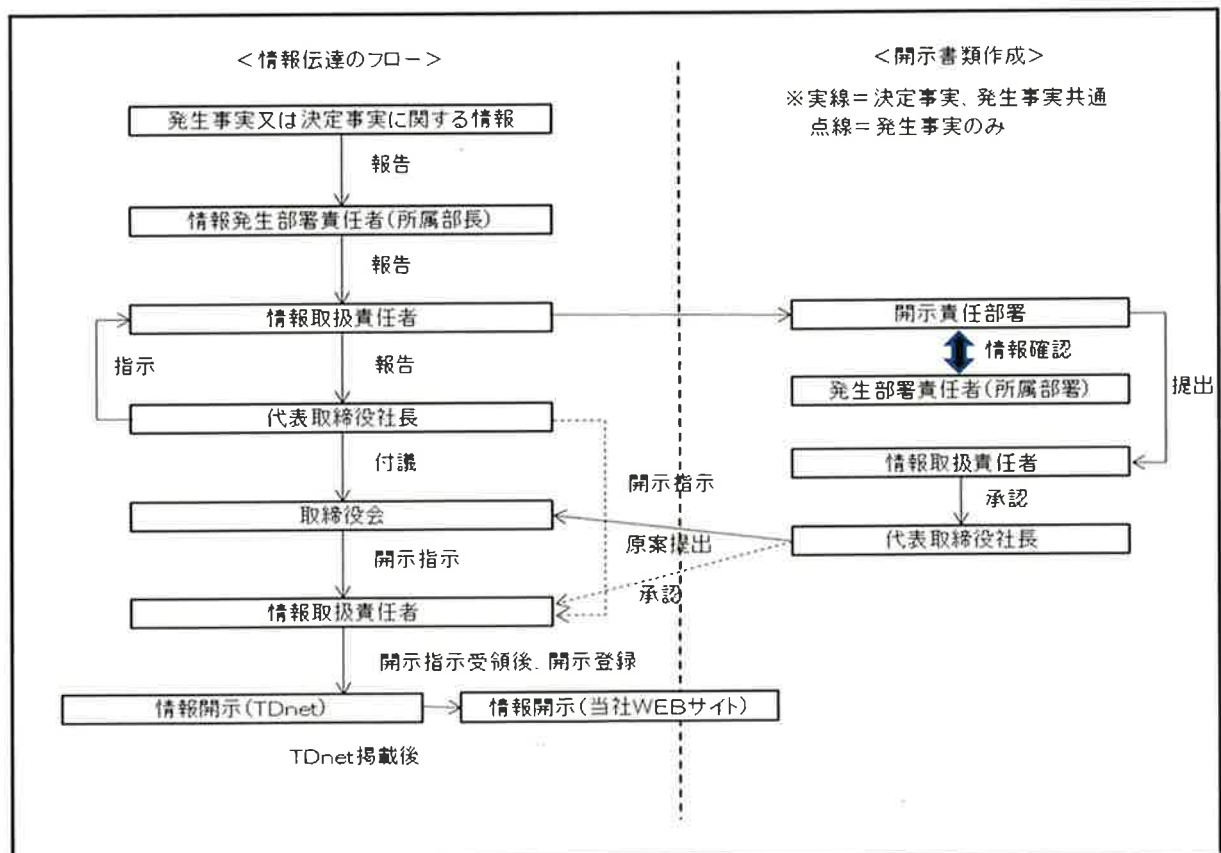 ＜情報伝達のフロー＞
発生事実又は決定事実に関する情報
報告
情報発生部署責任者(所属部長)
報告
情報取扱責任者
指示
報告
代表取締役社長
付議
開示指示
取締役会
原案提出
開示指示
承認
情報取扱責任者
開示指示受領後、開示登録
情報開示(TDnet)
情報開示(当社WEBサイト)
TDnet掲載後
＜開示書類作成＞
※実線＝決定事実、発生事実共通
点線＝発生事実のみ
開示責任部署
情報確認
発生部署責任者(所属部署)
提出
情報取扱責任者
承認
代表取締役社長